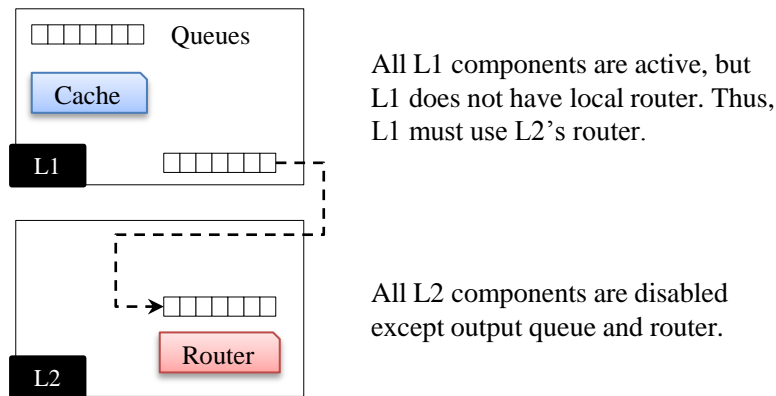 Queues
Cache
L1
All L1 components are active, but
L1 does not have local router. Thus,
L1 must use L2’s router.
Router
L2
All L2 components are disabled
except output queue and router.